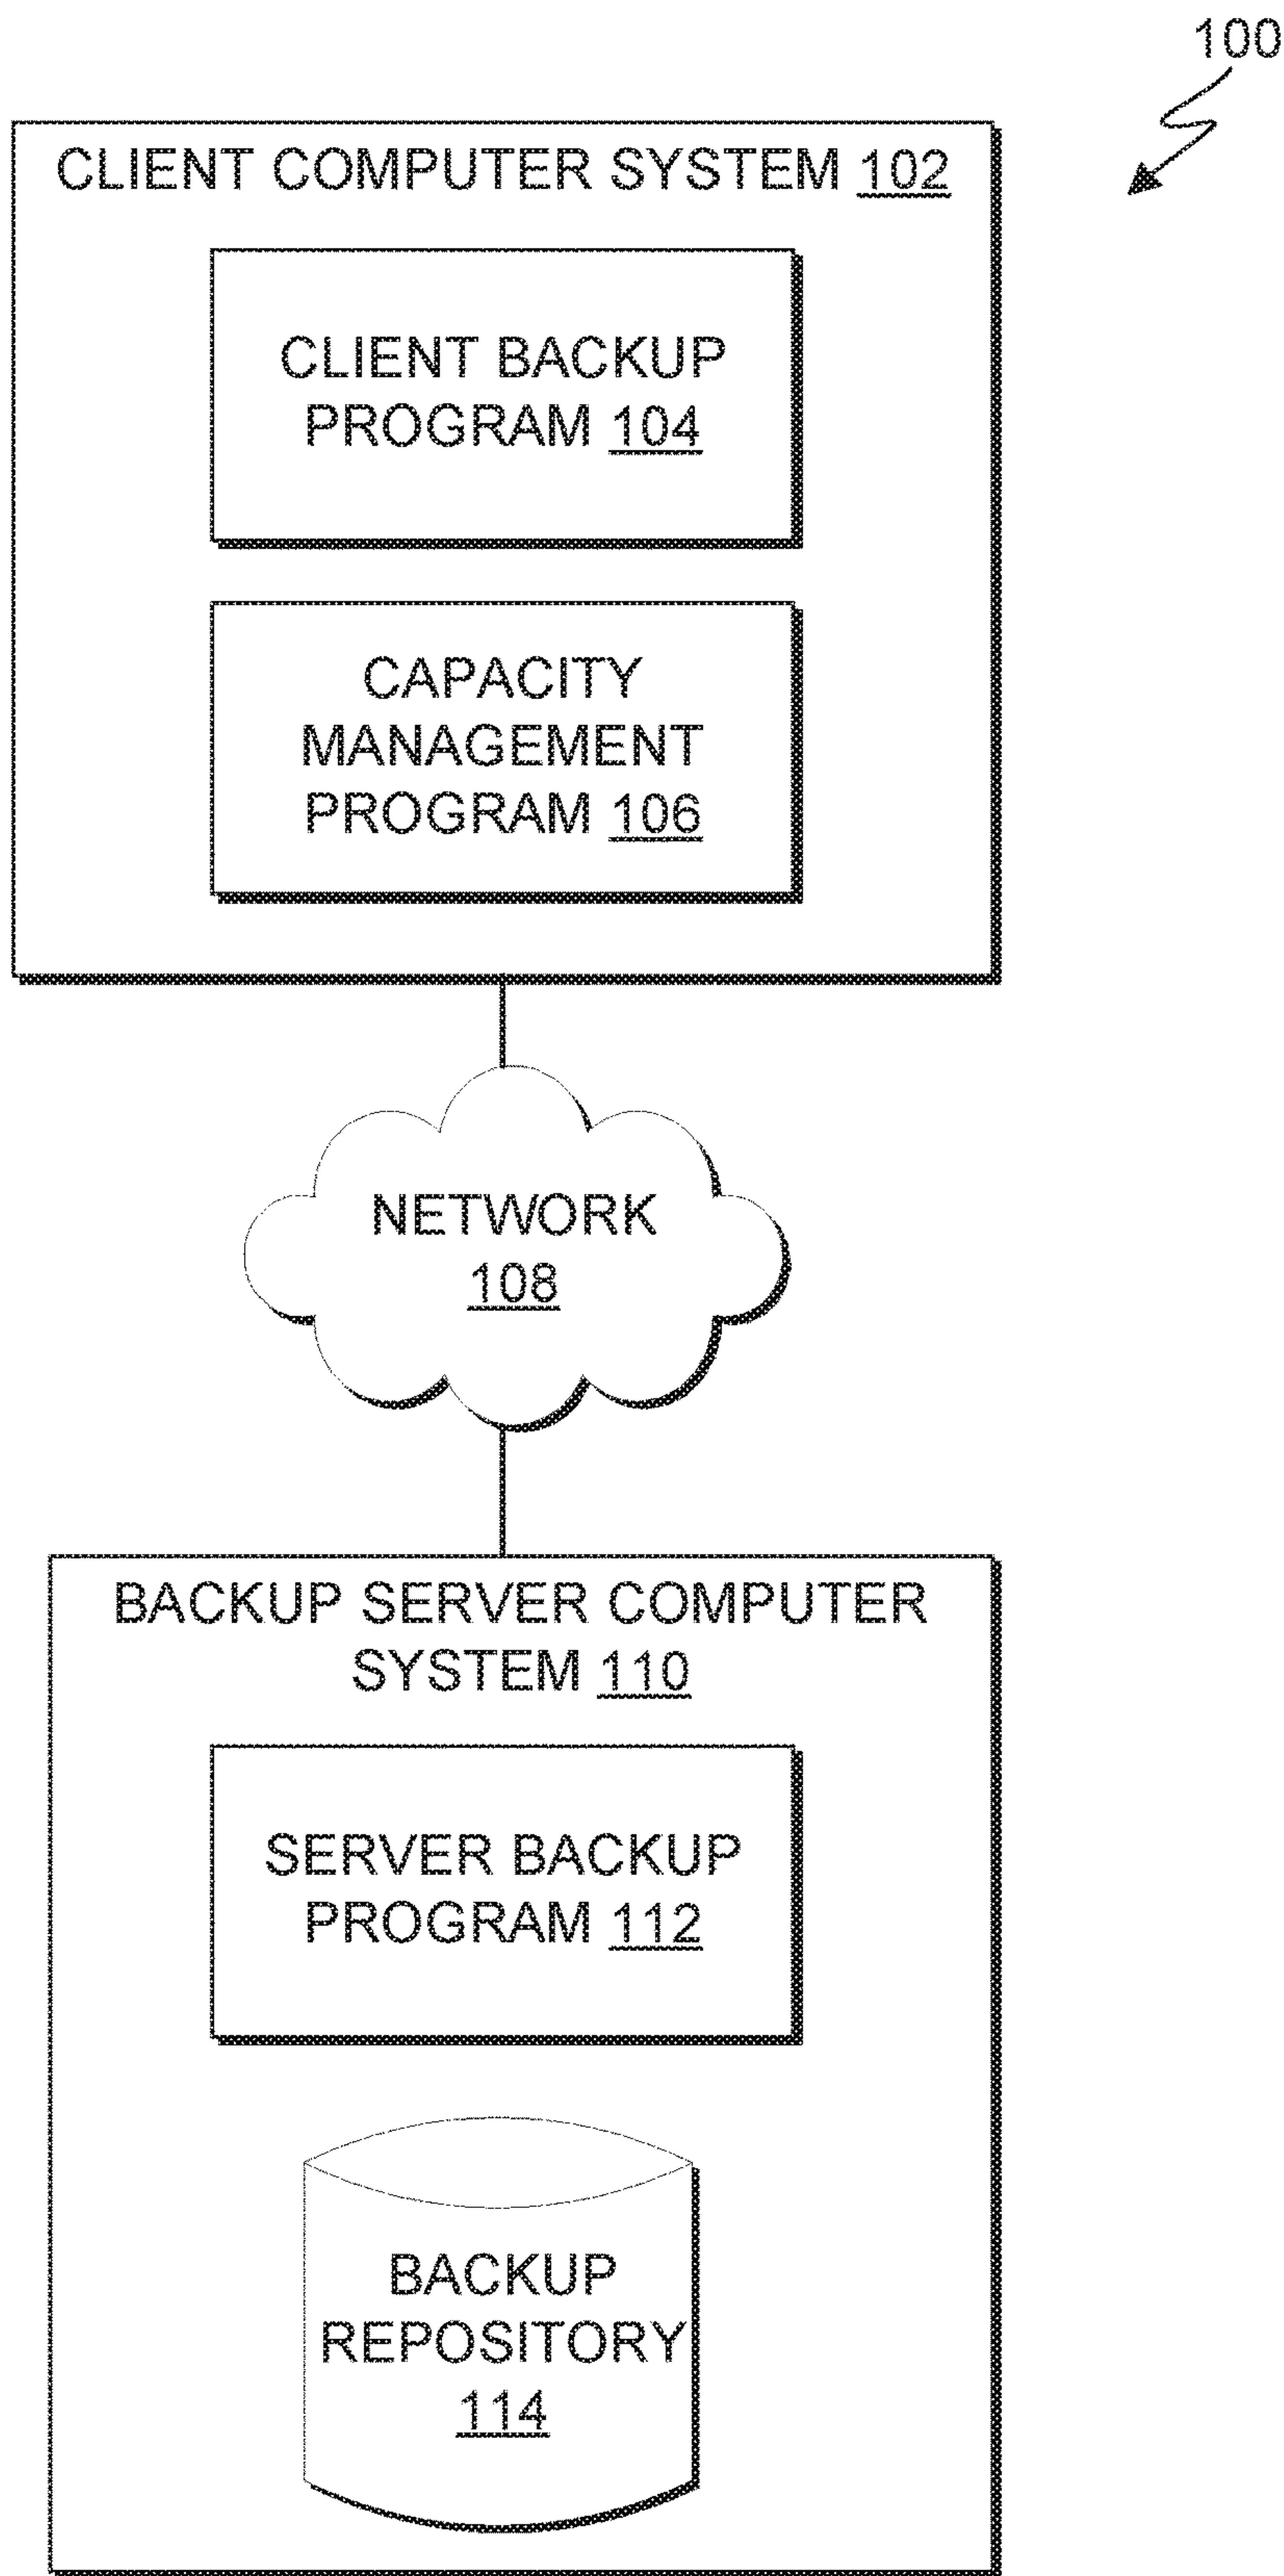 100
CLIENT COMPUTER SYSTEM 102
CLIENT BACKUP
PROGRAM 104
CAPACITY
MANAGEMENT
PROGRAM 106
NETWORK
108
BACKUP SERVER COMPUTER
SYSTEM 110
SERVER BACKUP
PROGRAM 112
BACKUP
REPOSITORY
114